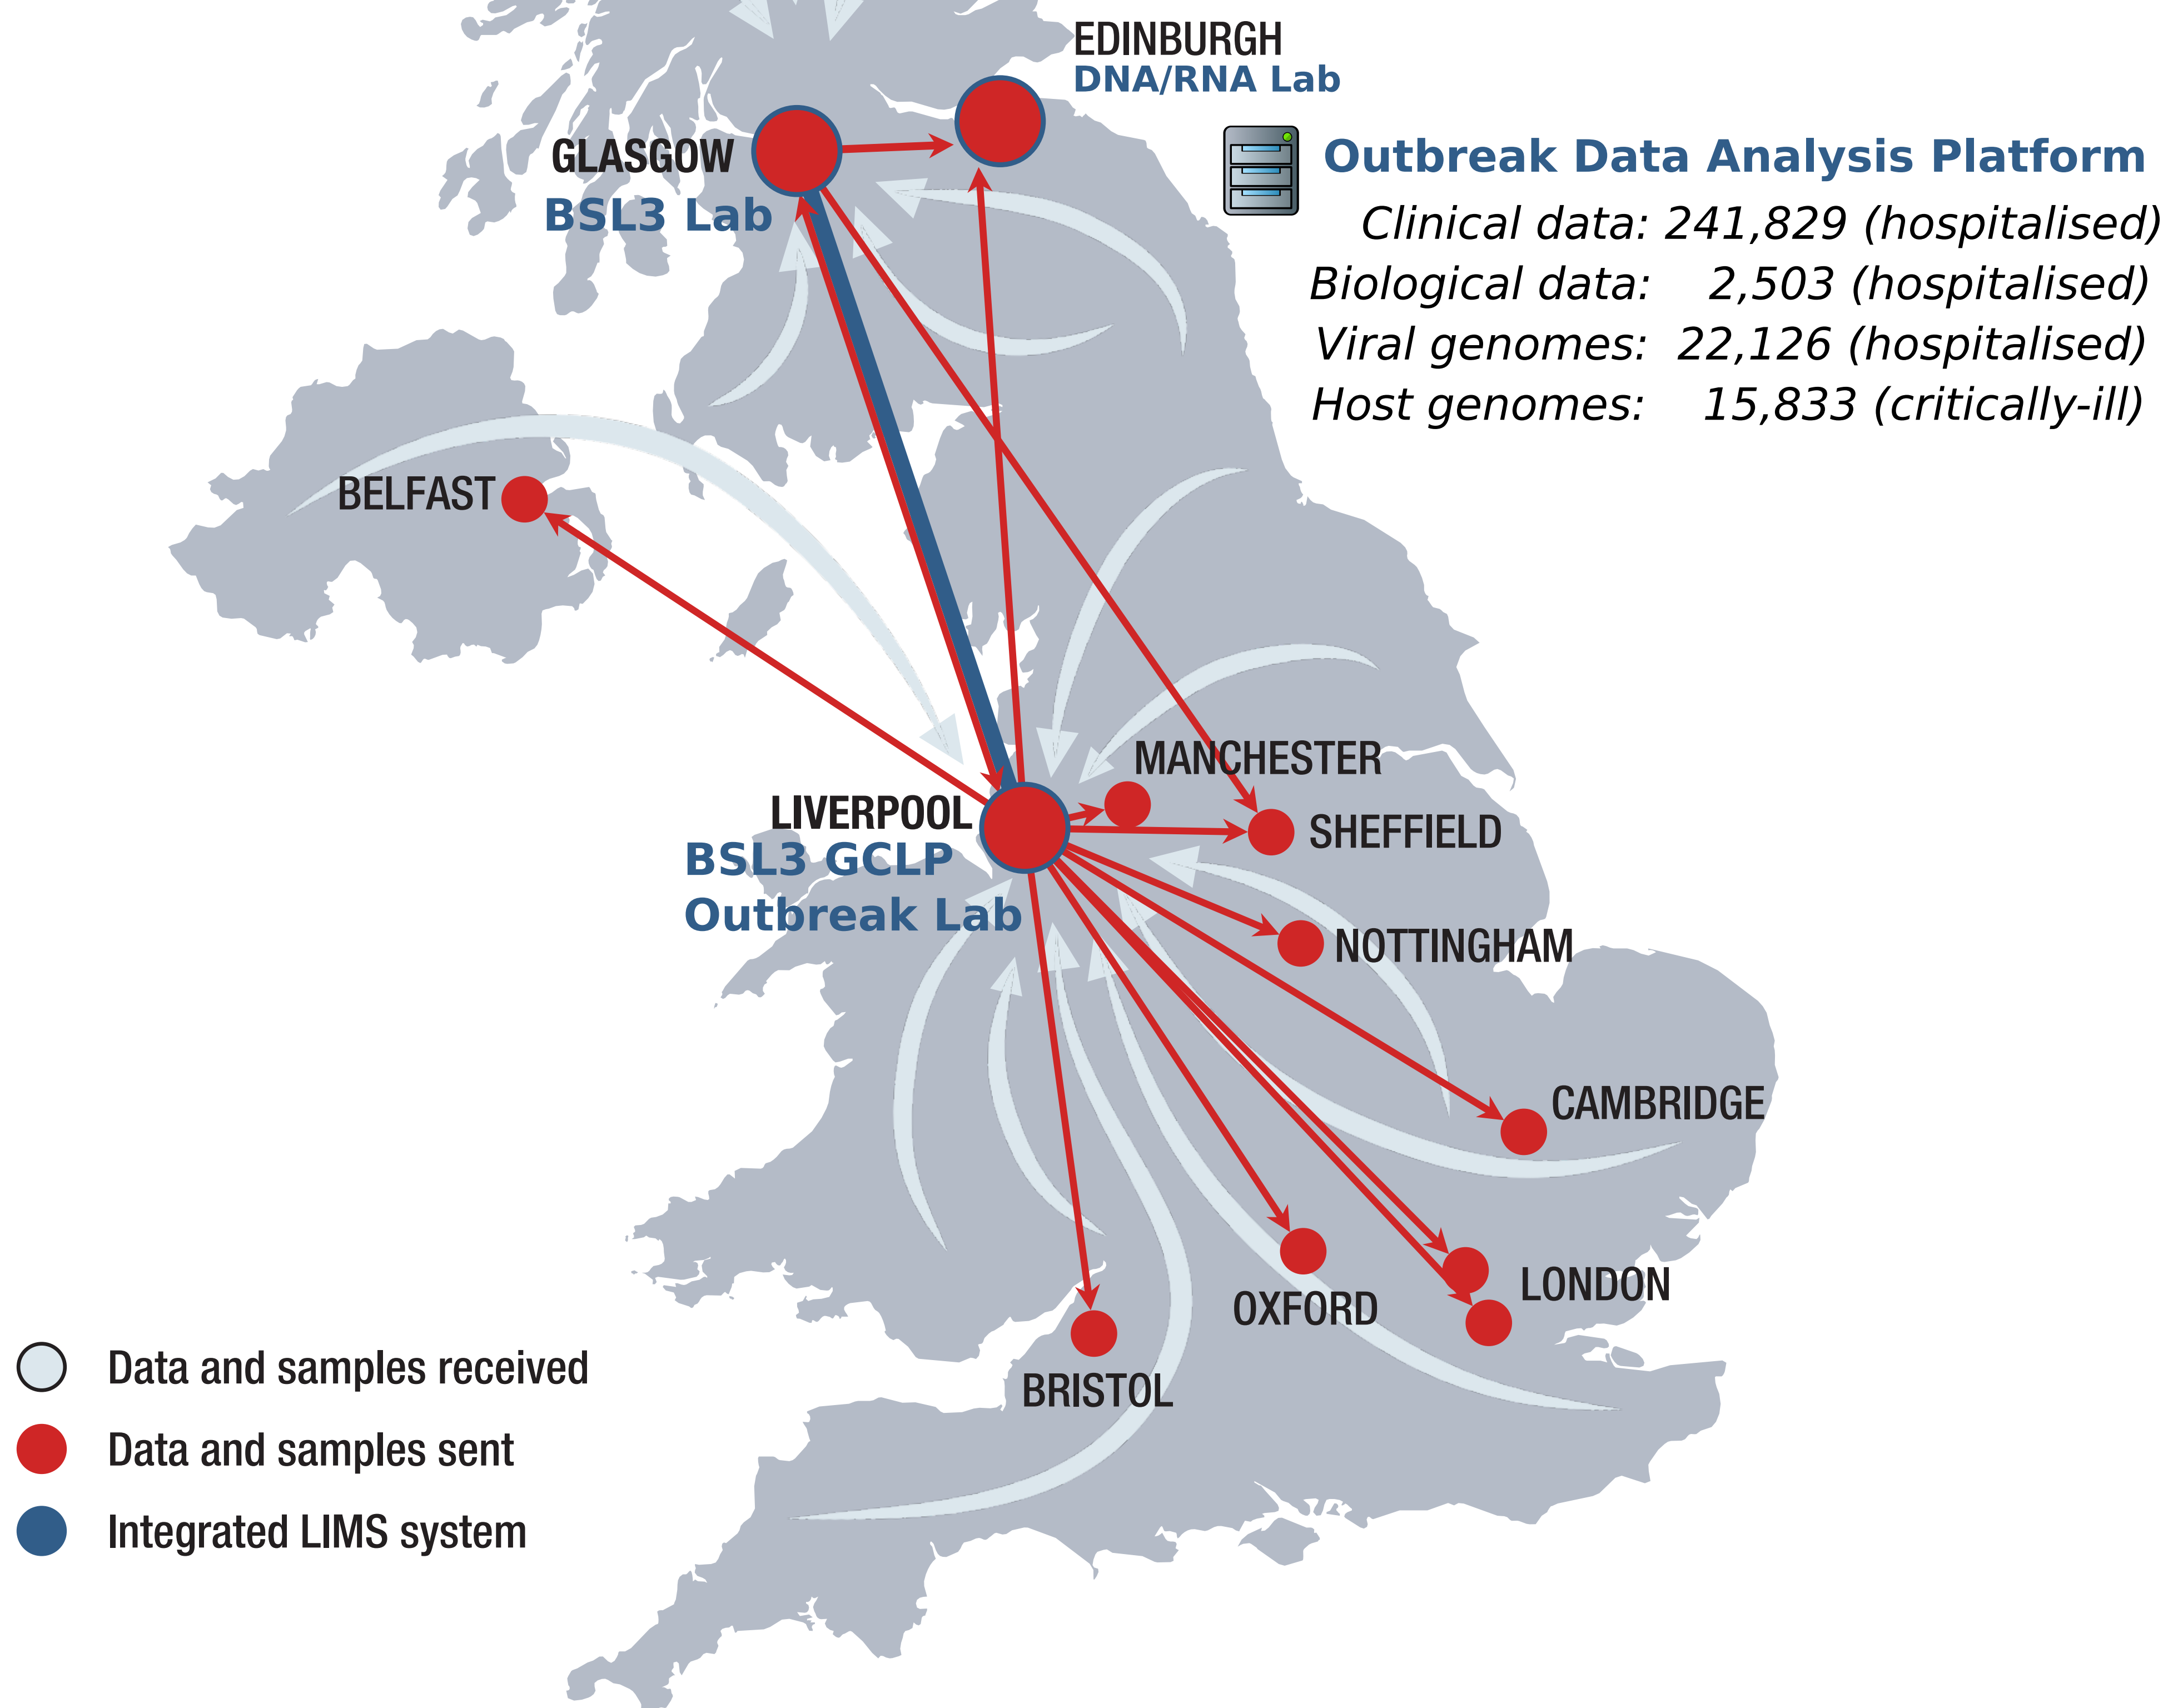 EDINBURGH
DNA/RNA Lab
GLASGOW
BSL3 Lab
Outbreak Data Analysis Platform
Clinical data: 241,829 (hospitalised)
Biological data: 2,503 (hospitalised)
Viral genomes: 22,126 (hospitalised)
Host genomes: 15,833 (critically-ill)
BELFAST
MANCHESTER
LIVERPOOL
BSL3 GCLP
Outbreak Lab
SHEFFIELD
NOTTINGHAM
CAMBRIDGE
LONDON
OXFORD
BRISTOL
Data and samples received
Data and samples sent
Integrated LIMS system